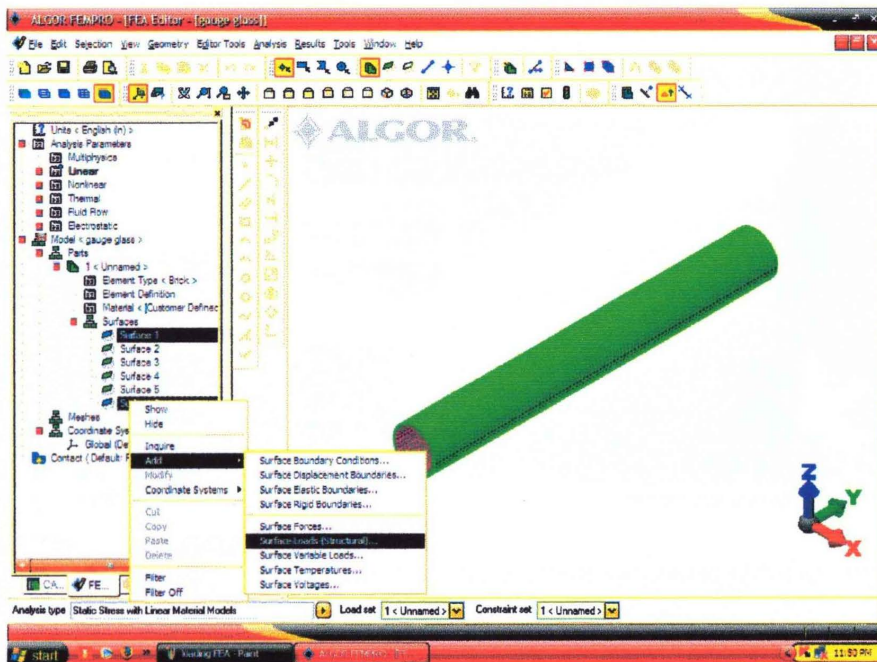 ALGOR FEMPRO - [FEA Editor - [gauge glass]]
File Edit Selection View Geometry Editor Tools Analysis Results Tools Window Help
ALGOR
Units < English (in) >
Analysis Parameters
Multiphysics
Linear
Nonlinear
Thermal
Fluid Flow
Electrostatic
Model < gauge glass >
Parts
1 < Unnamed >
Element Type < Brick >
Element Definition
Material < [Customer Defined
Surfaces
Surface 1
Surface 2
Surface 3
Surface 4
Surface 5
Meshes
Coordinate Sys
Global (De
Contact ( Default:
Show
Hide
Inquire
Add
Modify
Coordinate Systems
Cut
Copy
Paste
Delete
Filter
Filter Off
Surface Boundary Conditions...
Surface Displacement Boundaries...
Surface Elastic Boundaries...
Surface Rigid Boundaries...
Surface Forces...
Surface Loads (Structural)...
Surface Variable Loads...
Surface Temperatures...
Surface Voltages...
Z
Y
X
CA... FE...
Analysis type Static Stress with Linear Material Models Load set 1 < Unnamed > Constraint set 1 < Unnamed >
start loading FEA - Paint 11:50 PM